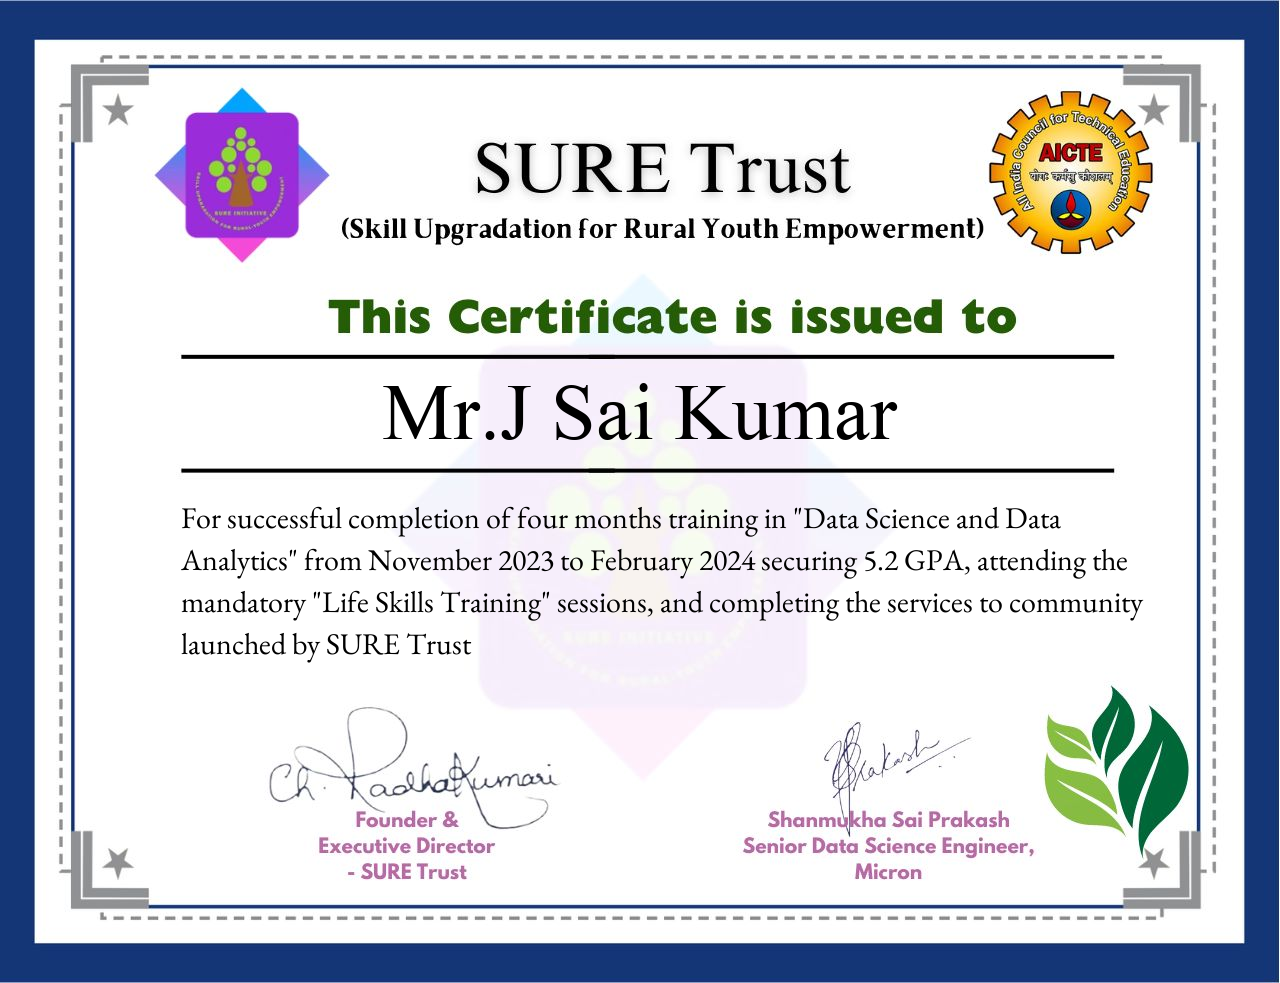 SURE Trust
(Skill Upgradation for Rural Youth Empowerment)
SURE INITIATIVE
SKILL UPGRADATION FOR RURAL YOUTH EMPOWERMENT
All India Council for Technical Education
AICTE
योगः कर्मसु कौशलम्
This Certificate is issued to
Mr.J Sai Kumar
For successful completion of four months training in "Data Science and Data
Analytics" from November 2023 to February 2024 securing 5.2 GPA, attending the
mandatory "Life Skills Training" sessions, and completing the services to community
launched by SURE Trust
SURE INITIATIVE
Ch. RadhaKumari
Founder &
Executive Director
- SURE Trust
Prakash
Shanmukha Sai Prakash
Senior Data Science Engineer,
Micron